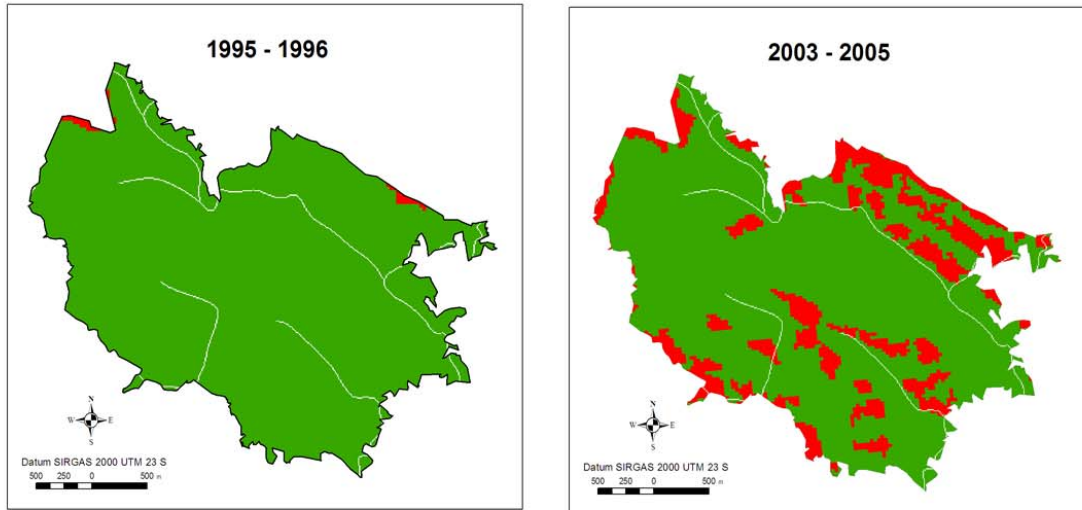 1995 - 1996
N
W E
S
Datum SIRGAS 2000 UTM 23 S
500 250 0 500 m
2003 - 2005
N
W E
S
Datum SIRGAS 2000 UTM 23 S
500 250 0 500 m